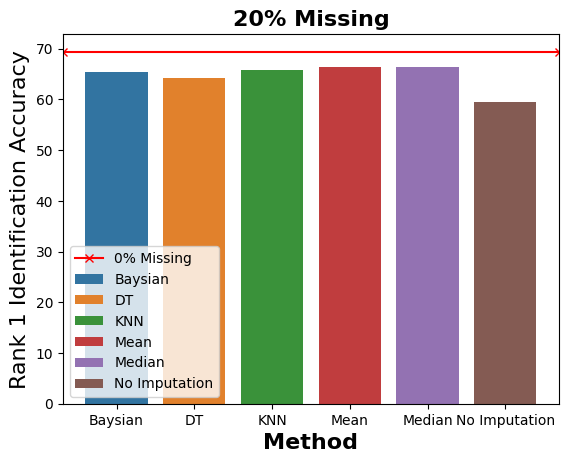 20% Missing
Rank 1 Identification Accuracy
70
60
50
40
30
20
10
0
0% Missing
Baysian
DT
KNN
Mean
Median
No Imputation
Baysian DT KNN Mean Median No Imputation
Method